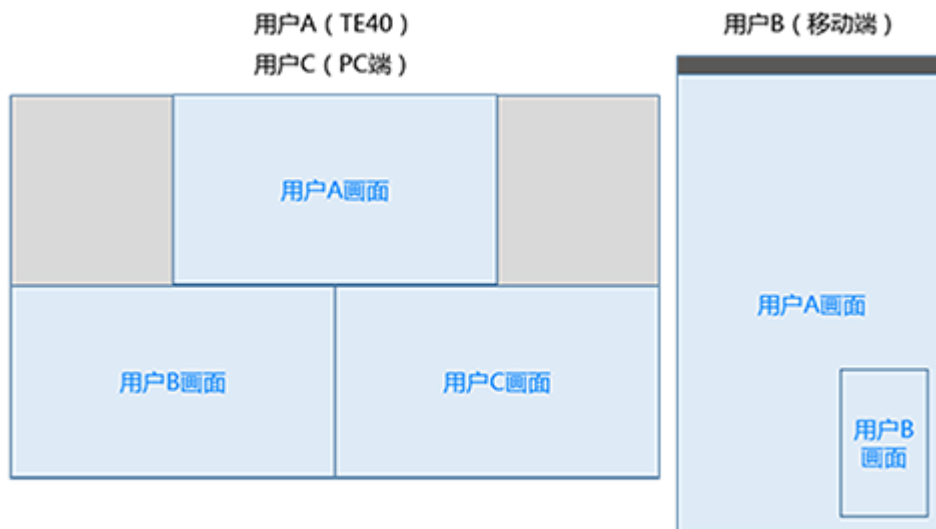 用户A（TE40）
用户C（PC端）
用户B（移动端）
用户A画面
用户B画面
用户C画面
用户A画面
用户B
画面